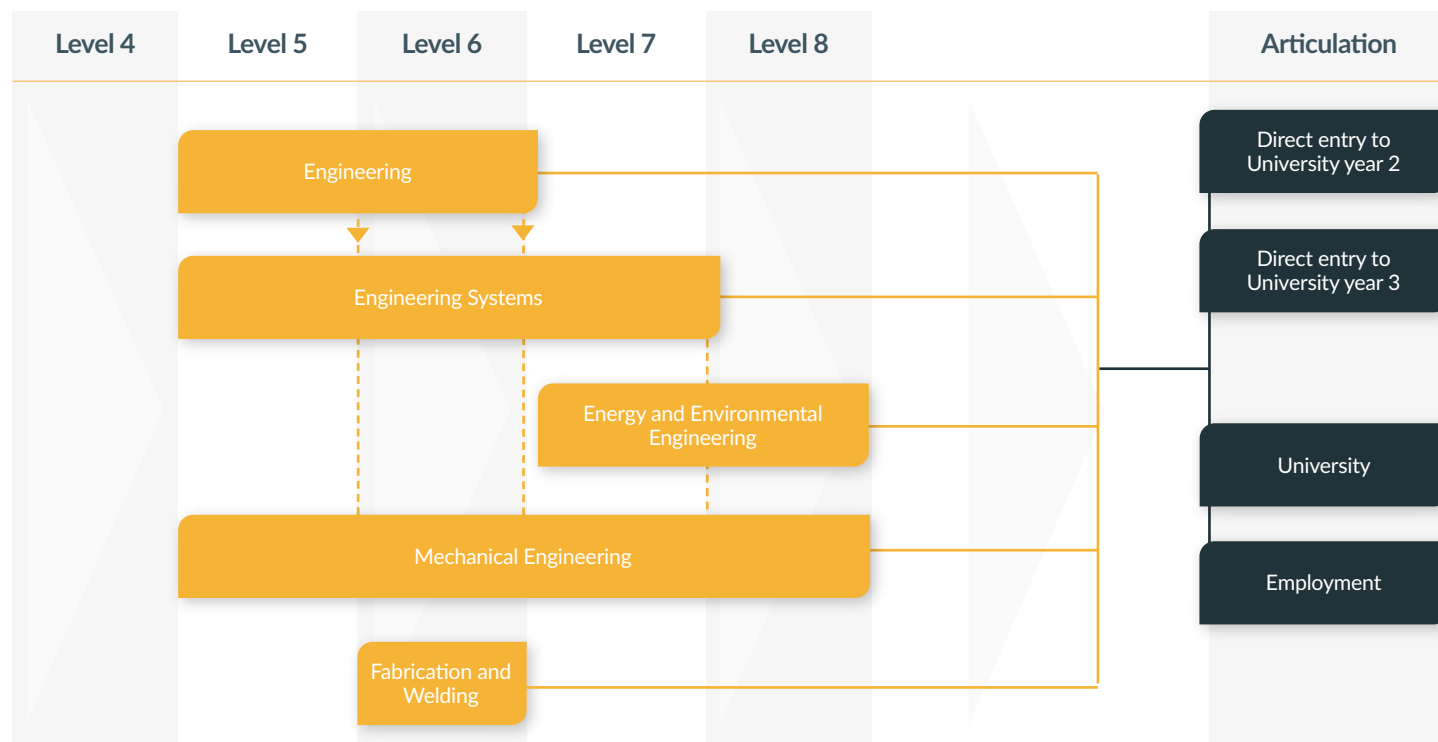 Level 4
Level 5
Level 6
Level 7
Level 8
Articulation
Engineering
Direct entry to
University year 2
Engineering Systems
Direct entry to
University year 3
Energy and Environmental
Engineering
University
Mechanical Engineering
Employment
Fabrication and
Welding